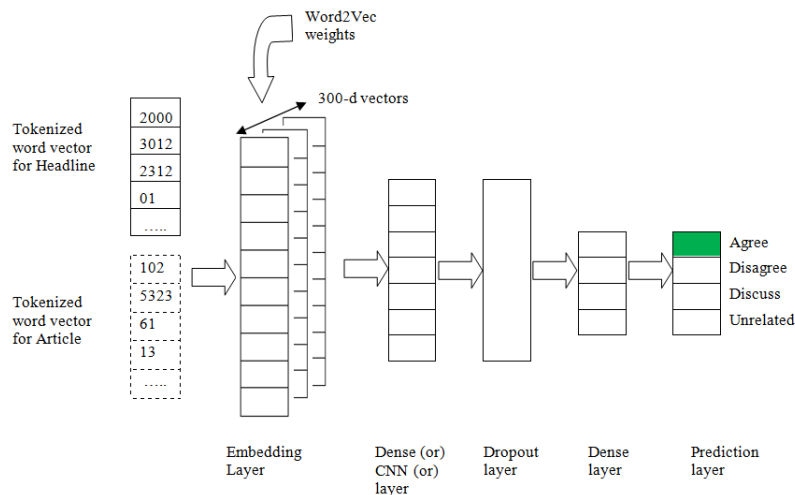 Word2Vec
weights
300-d vectors
Tokenized
word vector
for Headline
2000
3012
2312
01
.....
Tokenized
word vector
for Article
102
5323
61
13
.....
Agree
Disagree
Discuss
Unrelated
Embedding
Layer
Dense (or)
CNN (or)
layer
Dropout
layer
Dense
layer
Prediction
layer